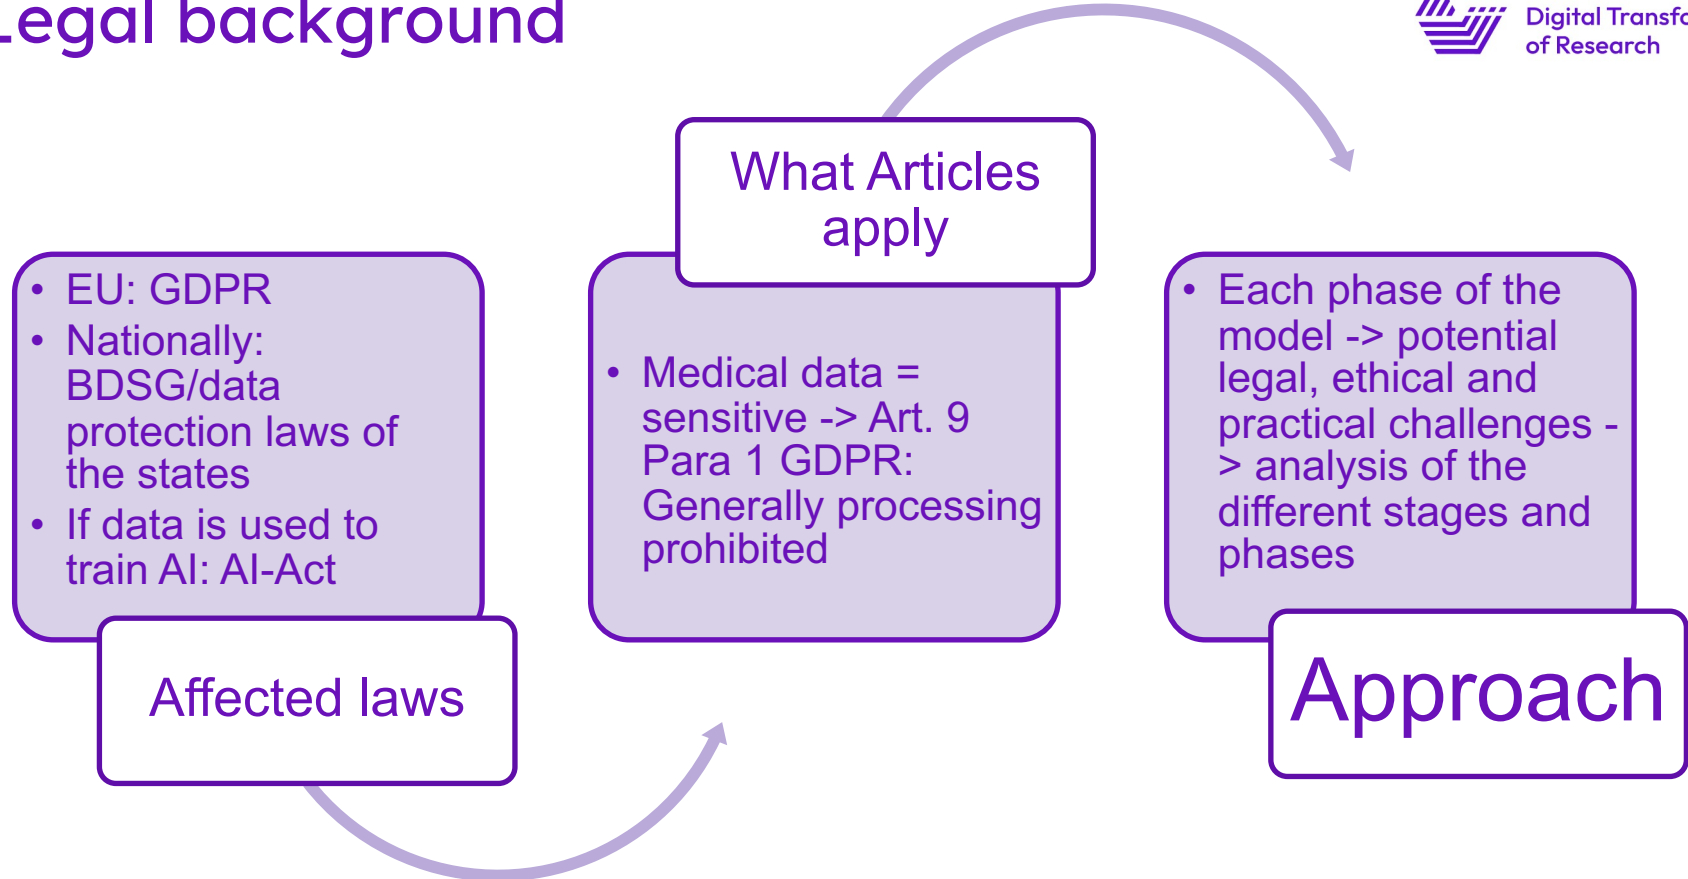 Legal background
Digital Transfo
of Research
• EU: GDPR
• Nationally:
BDSG/data
protection laws of
the states
• If data is used to
train AI: AI-Act
Affected laws
What Articles
apply
• Medical data =
sensitive -> Art. 9
Para 1 GDPR:
Generally processing
prohibited
• Each phase of the
model -> potential
legal, ethical and
practical challenges -
> analysis of the
different stages and
phases
Approach